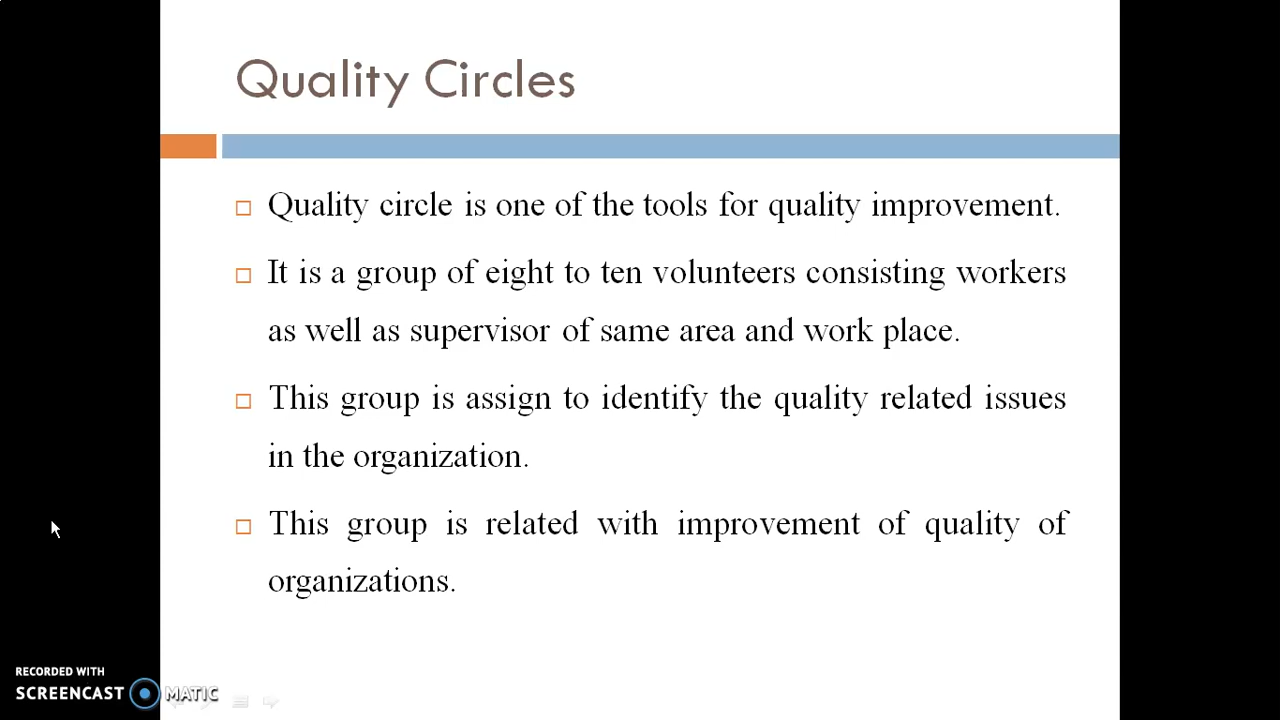 Quality Circles
Quality circle is one of the tools for quality improvement.
It is a group of eight to ten volunteers consisting workers
as well as supervisor of same area and work place.
This group is assign to identify the quality related issues
in the organization.
This group is related with improvement of quality of
organizations.
RECORDED WITH
SCREENCAST MATIC